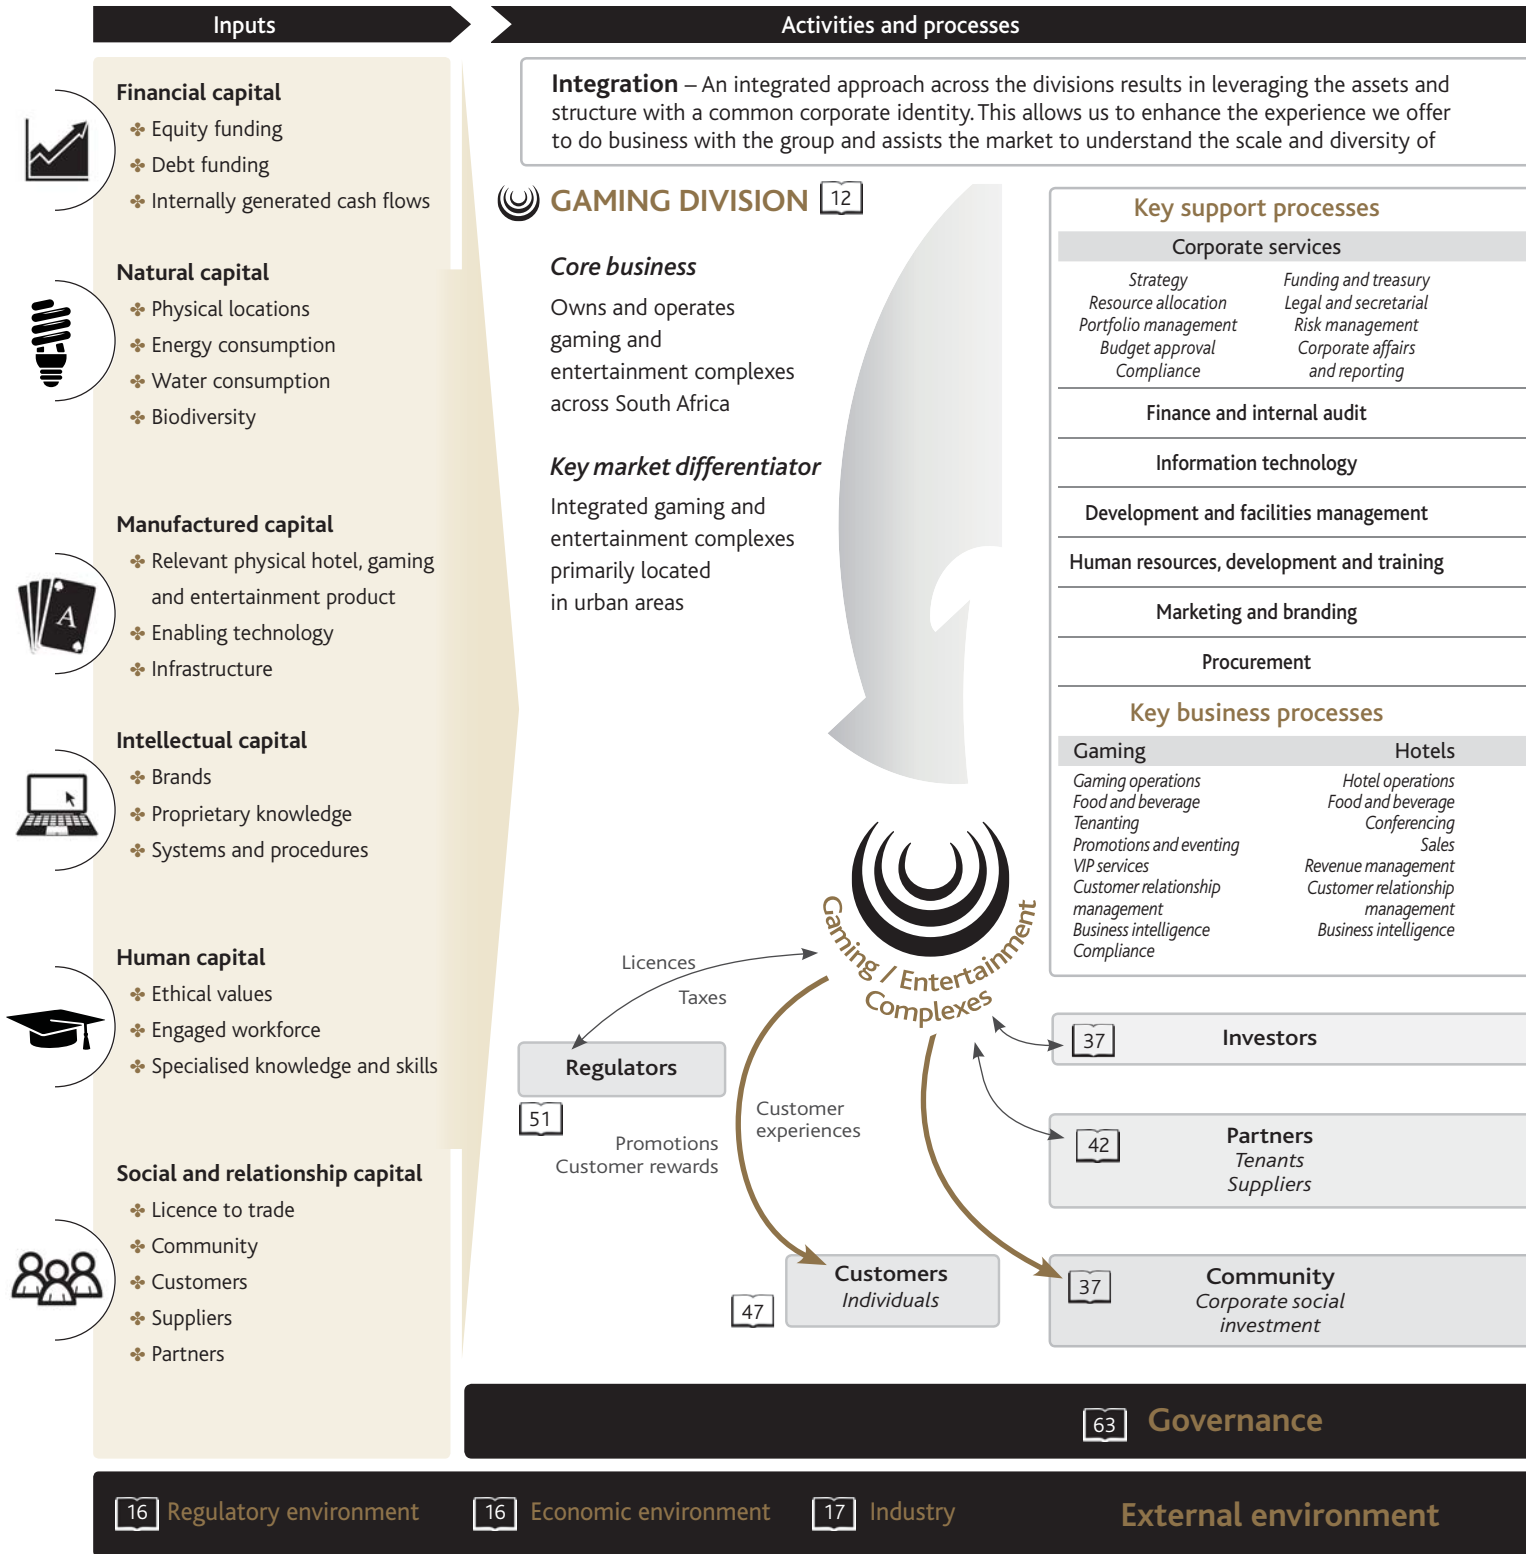 Inputs
Activities and processes
Financial capital
Equity funding
Debt funding
Internally generated cash flows
Natural capital
Physical locations
Energy consumption
Water consumption
Biodiversity
Manufactured capital
Relevant physical hotel, gaming
and entertainment product
Enabling technology
Infrastructure
A
Intellectual capital
Brands
Proprietary knowledge
Systems and procedures
Human capital
Ethical values
Engaged workforce
Specialised knowledge and skills
Social and relationship capital
Licence to trade
Community
Customers
Suppliers
Partners
Integration – An integrated approach across the divisions results in leveraging the assets and
structure with a common corporate identity. This allows us to enhance the experience we offer
to do business with the group and assists the market to understand the scale and diversity of
GAMING DIVISION 12
Core business
Owns and operates
gaming and
entertainment complexes
across South Africa
Key market differentiator
Integrated gaming and
entertainment complexes
primarily located
in urban areas
Key support processes
Corporate services
Strategy
Resource allocation
Portfolio management
Budget approval
Compliance
Funding and treasury
Legal and secretarial
Risk management
Corporate affairs
and reporting
Finance and internal audit
Information technology
Development and facilities management
Human resources, development and training
Marketing and branding
Procurement
Key business processes
Gaming
Gaming operations
Food and beverage
Tenanting
Promotions and eventing
VIP services
Customer relationship
management
Business intelligence
Compliance
Hotels
Hotel operations
Food and beverage
Conferencing
Sales
Revenue management
Customer relationship
management
Business intelligence
Gaming / Entertainment
Complexes
Licences
Taxes
Regulators
51
Promotions
Customer rewards
Customer
experiences
37 Investors
42 Partners
Tenants
Suppliers
Customers
Individuals
47
37 Community
Corporate social
investment
63 Governance
16 Regulatory environment
16 Economic environment
17 Industry
External environment